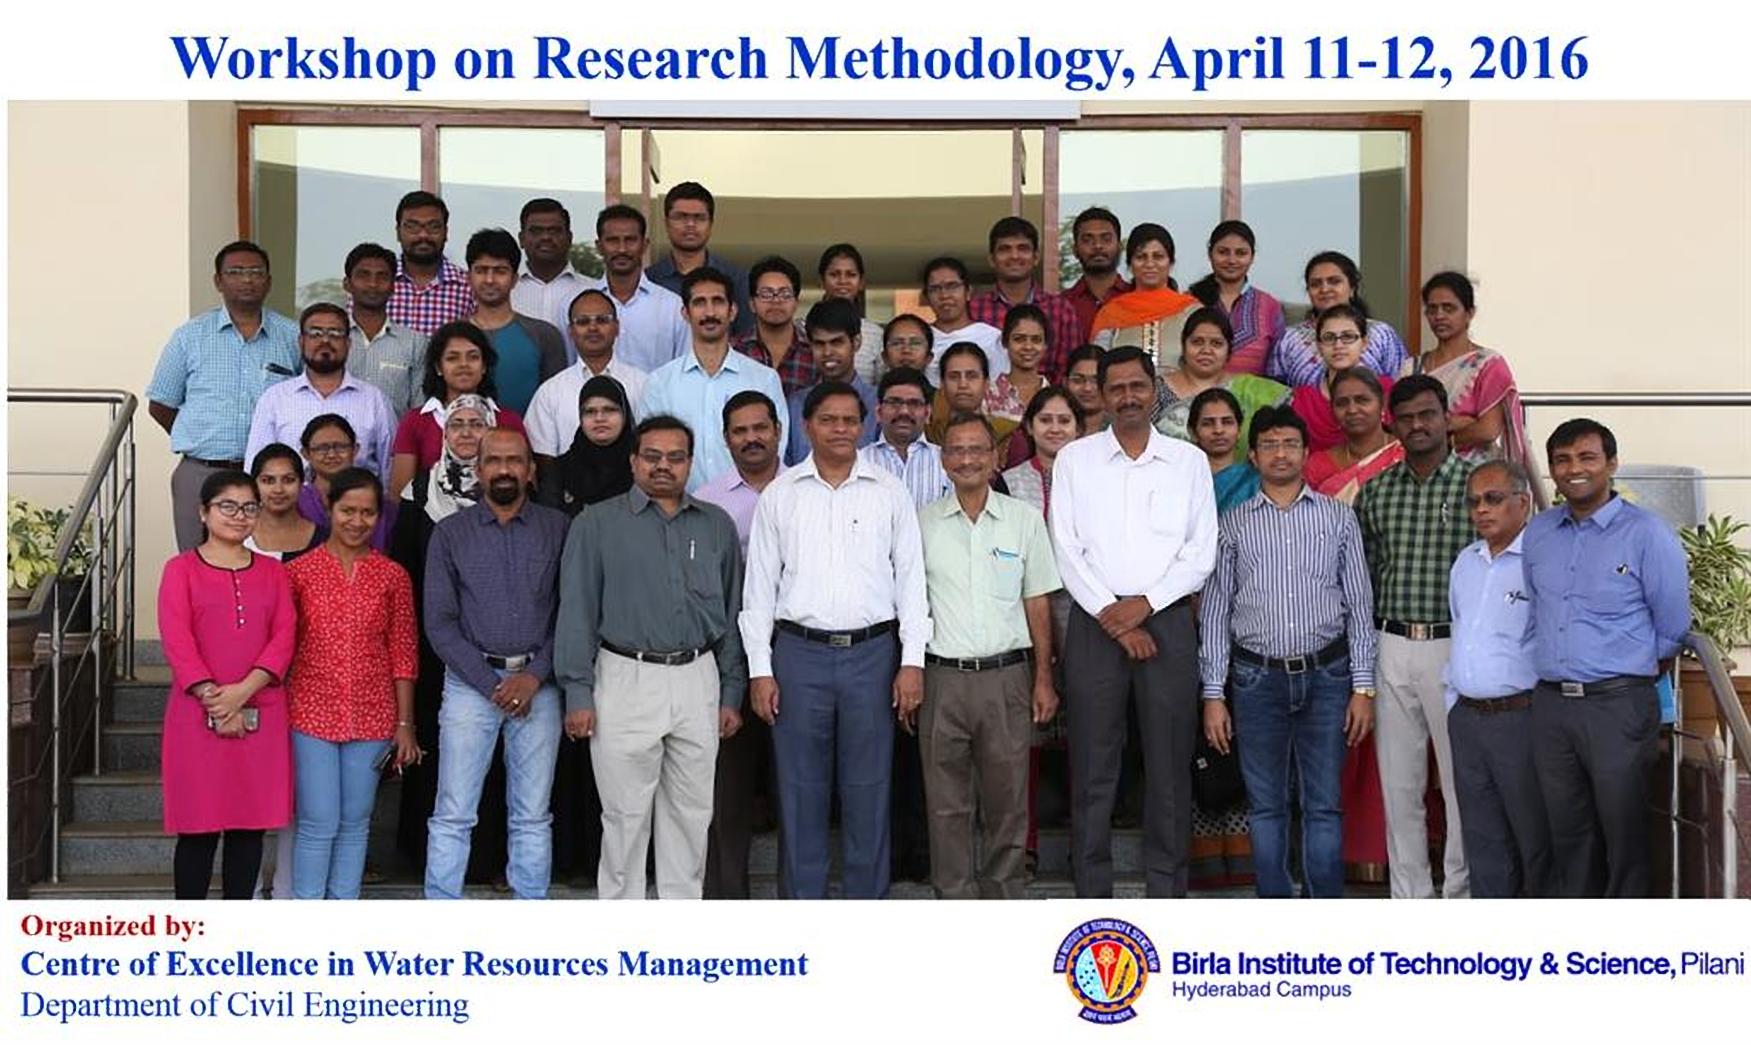 Workshop on Research Methodology, April 11-12, 2016
Organized by:
Centre of Excellence in Water Resources Management
Department of Civil Engineering
Birla Institute of Technology & Science, Pilani
Hyderabad Campus